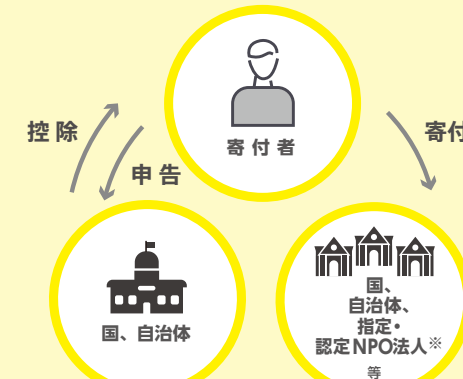 寄付者
控除
寄付
申告
国、自治体
国、
自治体、
指定・
認定NPO法人※
等